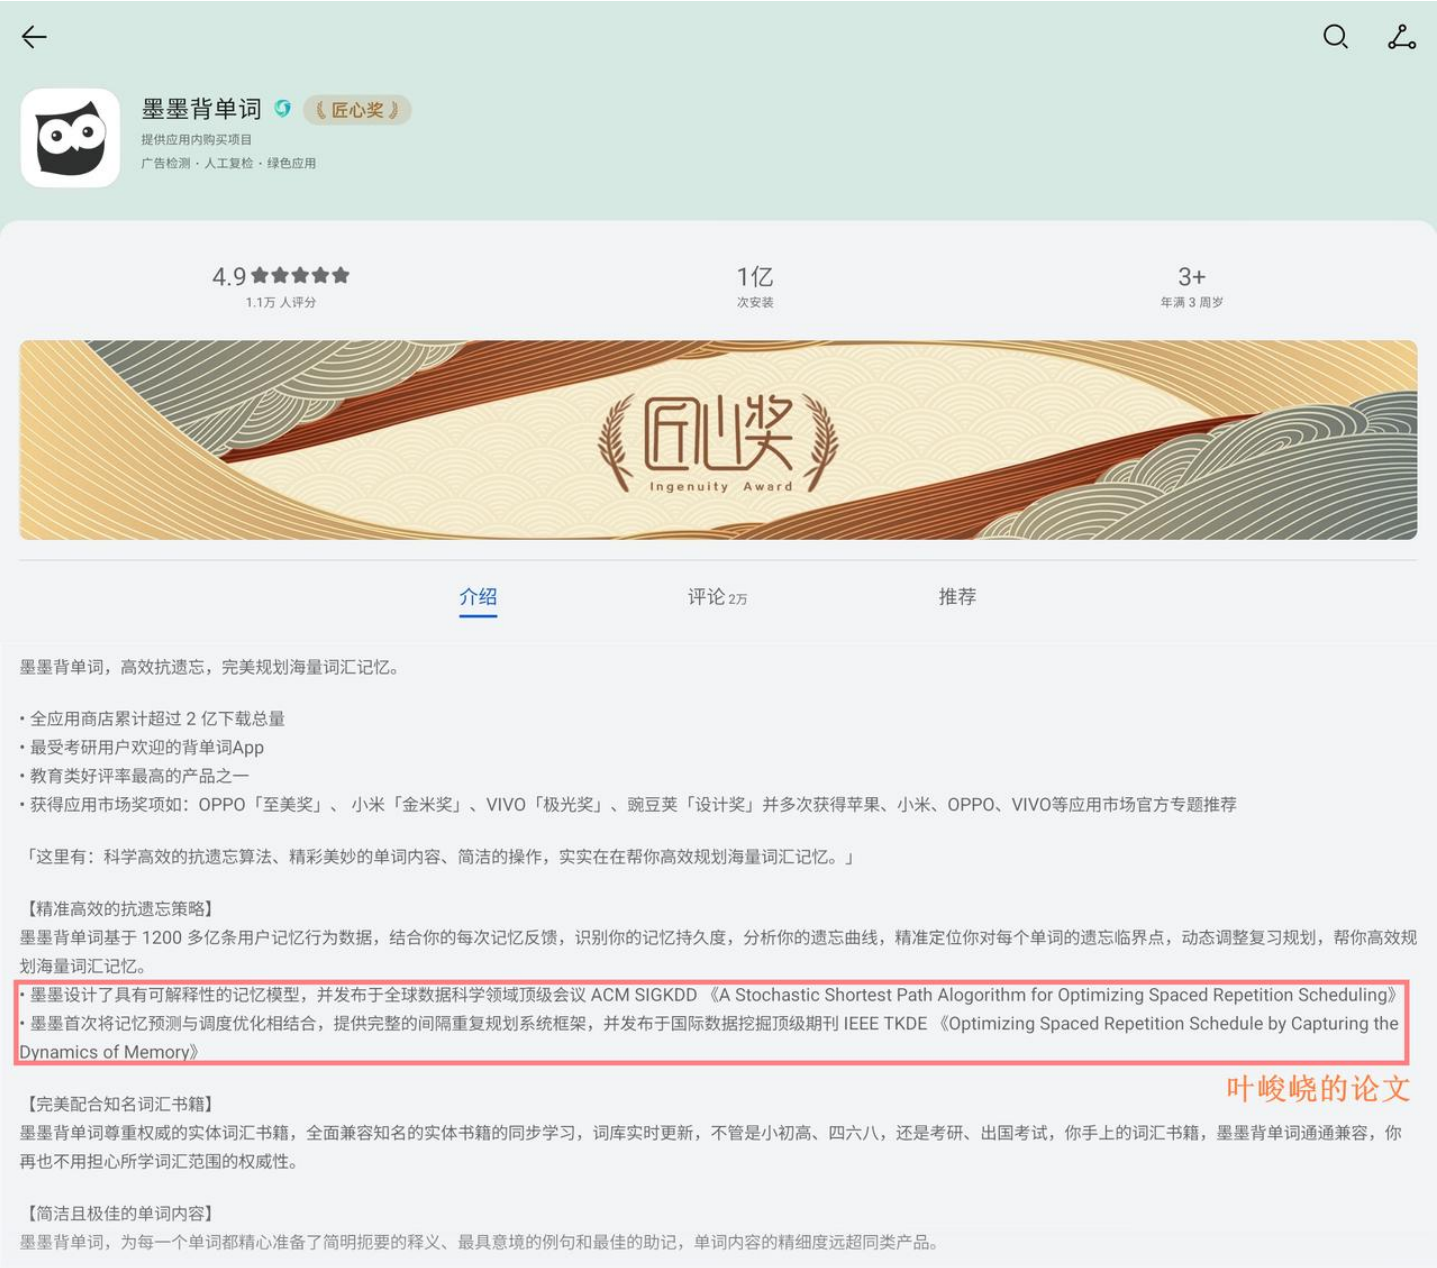 墨墨背单词 《匠心奖》
提供应用内购买项目
广告检测 · 人工复检 · 绿色应用
4.9
1.1万 人评分
1亿
次安装
3+
年满 3 周岁
匠心奖
Ingenuity Award
介绍
评论 2万
推荐
墨墨背单词，高效抗遗忘，完美规划海量词汇记忆。
• 全应用商店累计超过 2 亿下载总量
• 最受考研用户欢迎的背单词App
• 教育类好评率最高的产品之一
• 获得应用市场奖项如：OPPO「至美奖」、 小米「金米奖」、VIVO「极光奖」、豌豆荚「设计奖」并多次获得苹果、小米、OPPO、VIVO等应用市场官方专题推荐
「这里有：科学高效的抗遗忘算法、精彩美妙的单词内容、简洁的操作，实实在在帮你高效规划海量词汇记忆。」
【精准高效的抗遗忘策略】
墨墨背单词基于 1200 多亿条用户记忆行为数据，结合你的每次记忆反馈，识别你的记忆持久度，分析你的遗忘曲线，精准定位你对每个单词的遗忘临界点，动态调整复习规划，帮你高效规
划海量词汇记忆。
• 墨墨设计了具有可解释性的记忆模型，并发布于全球数据科学领域顶级会议 ACM SIGKDD 《A Stochastic Shortest Path Alogorithm for Optimizing Spaced Repetition Scheduling》
• 墨墨首次将记忆预测与调度优化相结合，提供完整的间隔重复规划系统框架，并发布于国际数据挖掘顶级期刊 IEEE TKDE 《Optimizing Spaced Repetition Schedule by Capturing the
Dynamics of Memory》
叶峻峣的论文
【完美配合知名词汇书籍】
墨墨背单词尊重权威的实体词汇书籍，全面兼容知名的实体书籍的同步学习，词库实时更新，不管是小初高、四六八，还是考研、出国考试，你手上的词汇书籍，墨墨背单词通通兼容，你
再也不用担心所学词汇范围的权威性。
【简洁且极佳的单词内容】
墨墨背单词，为每一个单词都精心准备了简明扼要的释义、最具意境的例句和最佳的助记，单词内容的精细度远超同类产品。